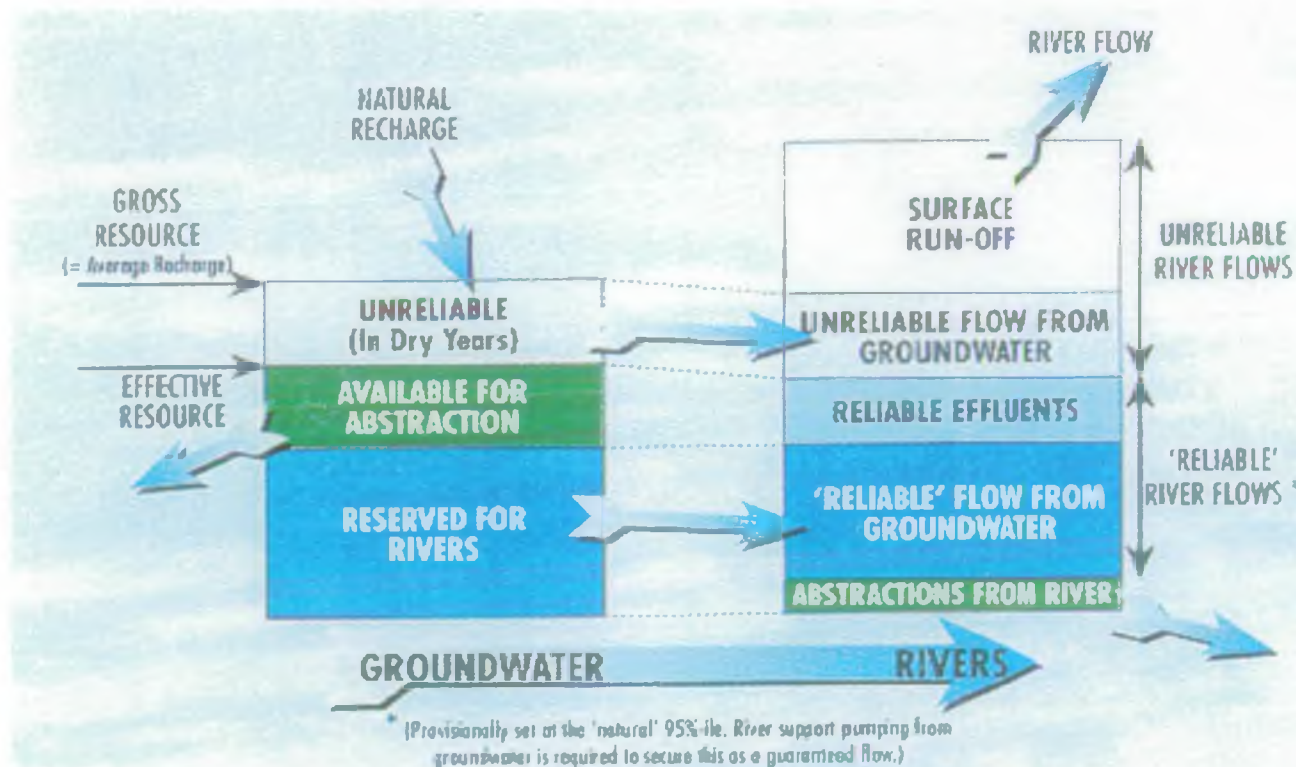 RIVER FLOW
NATURAL
RECHARGE
GROSS
RESOURCE
(= Average Recharge)
SURFACE
RUN-OFF
UNRELIABLE
RIVER FLOWS
UNRELIABLE
(In Dry Years)
UNRELIABLE FLOW FROM
GROUNDWATER
EFFECTIVE
RESOURCE
AVAILABLE FOR
ABSTRACTION
RELIABLE EFFLUENTS
'RELIABLE'
RIVER FLOWS *
RESERVED FOR
RIVERS
'RELIABLE' FLOW FROM
GROUNDWATER
ABSTRACTIONS FROM RIVER
GROUNDWATER
RIVERS
* (Provisionally set at the 'natural' 95%-ile. River support pumping from
groundwater is required to secure this as a guaranteed flow.)